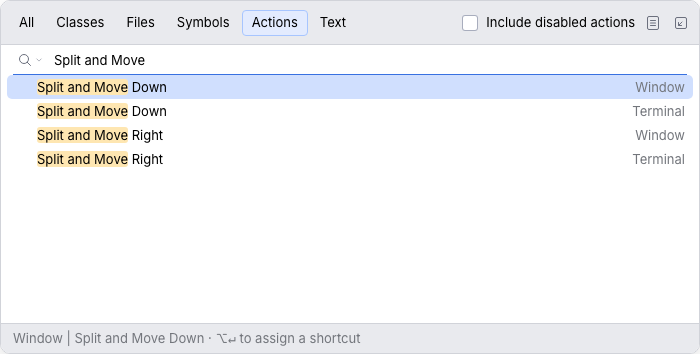 All Classes Files Symbols Actions Text Include disabled actions
Split and Move
Split and Move Down Window
Split and Move Down Terminal
Split and Move Right Window
Split and Move Right Terminal
Window | Split and Move Down · ⌥↵ to assign a shortcut